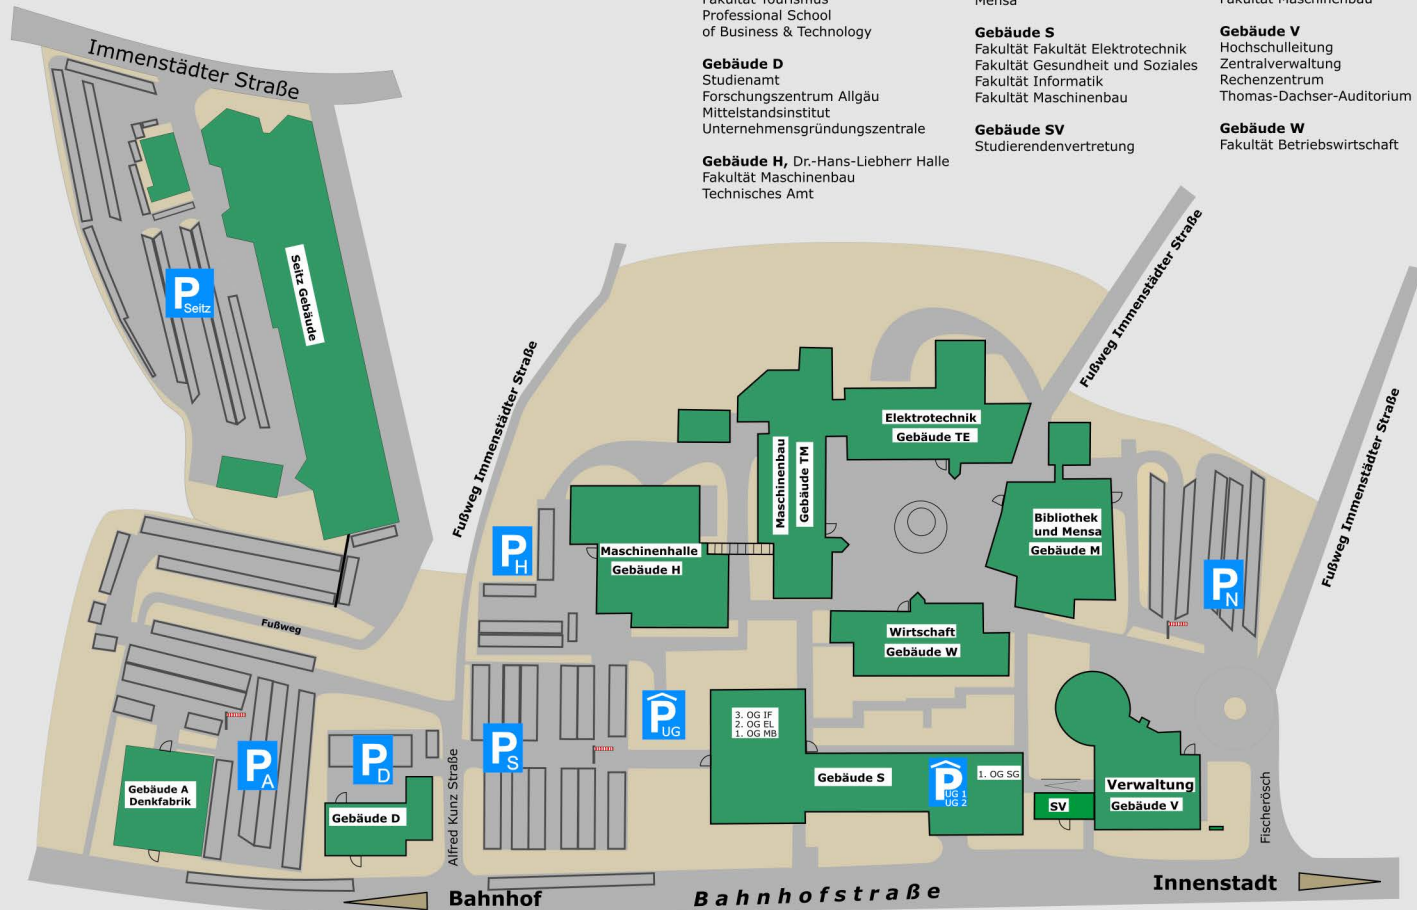 Fakultät Tourismus
Professional School
of Business & Technology
Gebäude D
Studienamt
Forschungszentrum Allgäu
Mittelstandsinstitut
Unternehmensgründungszentrale
Gebäude H, Dr.-Hans-Liebherr Halle
Fakultät Maschinenbau
Technisches Amt
Mensa
Gebäude S
Fakultät Fakultät Elektrotechnik
Fakultät Gesundheit und Soziales
Fakultät Informatik
Fakultät Maschinenbau
Gebäude SV
Studierendenvertretung
Fakultät Maschinenbau
Gebäude V
Hochschulleitung
Zentralverwaltung
Rechenzentrum
Thomas-Dachser-Auditorium
Gebäude W
Fakultät Betriebswirtschaft
Immenstädter Straße
P Seitz
Seitz Gebäude
Fußweg Immenstädter Straße
Fußweg Immenstädter Straße
Fußweg Immenstädter Straße
Elektrotechnik
Gebäude TE
Maschinenbau
Gebäude TM
Bibliothek
und Mensa
Gebäude M
P H
Maschinenhalle
Gebäude H
P N
Fußweg
Wirtschaft
Gebäude W
P UG
3. OG IF
2. OG EL
1. OG MB
P A
P D
P S
Gebäude A
Denkfabrik
Gebäude D
Alfred Kunz Straße
Gebäude S
P UG 1
UG 2
1. OG SG
SV
Verwaltung
Gebäude V
Fischerösch
Bahnhof
Bahnhofstraße
Innenstadt